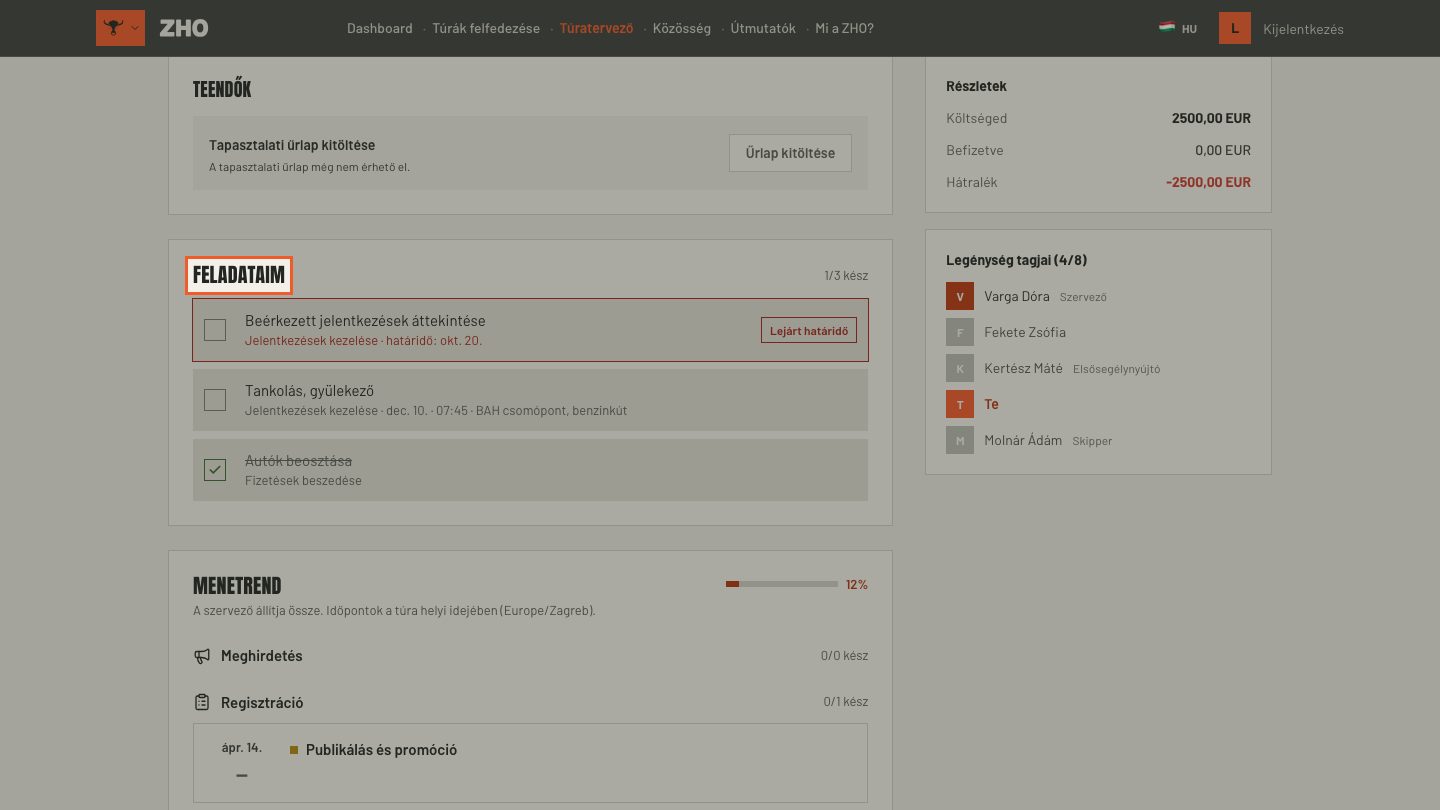 ZHO
Dashboard · Túrák felfedezése · Túratervező · Közösség · Útmutatók · Mi a ZHO?
HU
L
Kijelentkezés
TEENDŐK
Tapasztalati űrlap kitöltése
A tapasztalati űrlap még nem érhető el.
Űrlap kitöltése
FELADATAIM
1/3 kész
Beérkezett jelentkezések áttekintése
Jelentkezések kezelése · határidő: okt. 20.
Lejárt határidő
Tankolás, gyülekező
Jelentkezések kezelése · dec. 10. · 07:45 · BAH csomópont, benzinkút
Autók beosztása
Fizetések beszedése
MENETREND
12%
A szervező állítja össze. Időpontok a túra helyi idejében (Europe/Zagreb).
Meghirdetés
0/0 kész
Regisztráció
0/1 kész
ápr. 14.
—
Publikálás és promóció
Részletek
Költséged 2500,00 EUR
Befizetve 0,00 EUR
Hátralék -2500,00 EUR
Legénység tagjai (4/8)
V Varga Dóra Szervező
F Fekete Zsófia
K Kertész Máté Elsősegélynyújtó
T Te
M Molnár Ádám Skipper